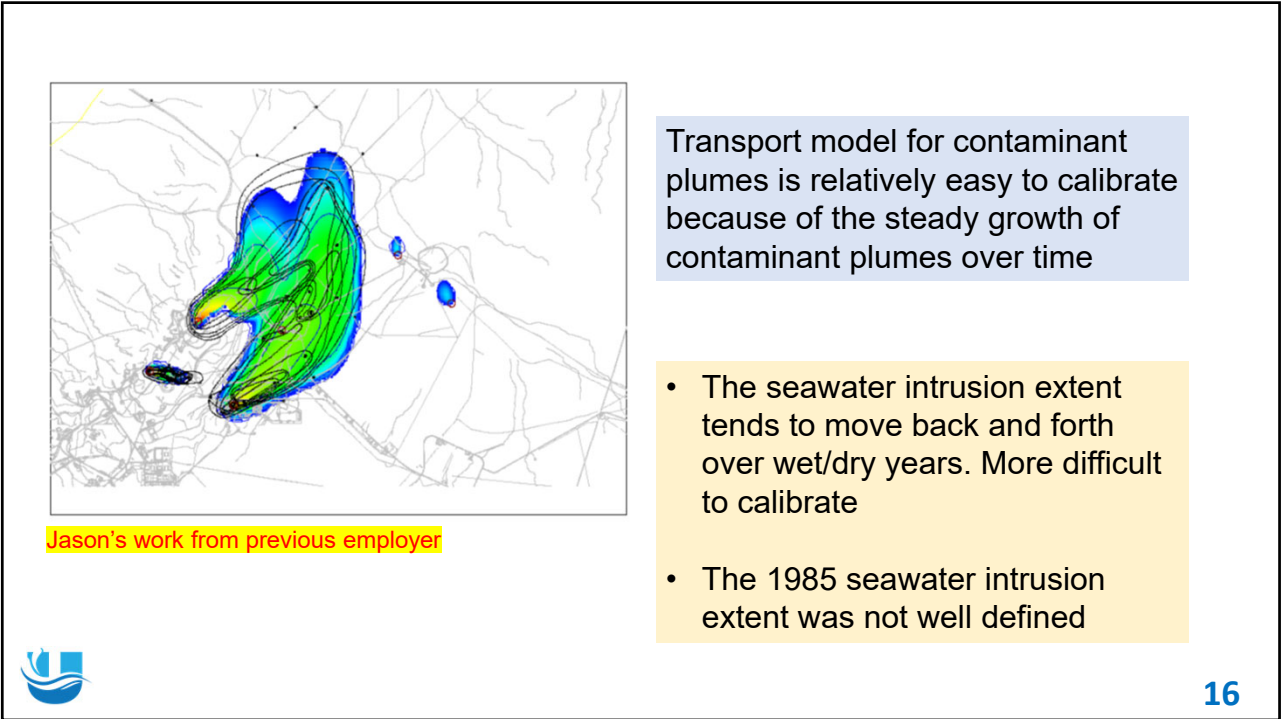 Transport model for contaminant
plumes is relatively easy to calibrate
because of the steady growth of
contaminant plumes over time
• The seawater intrusion extent
tends to move back and forth
over wet/dry years. More difficult
to calibrate
• The 1985 seawater intrusion
extent was not well defined
Jason’s work from previous employer
16